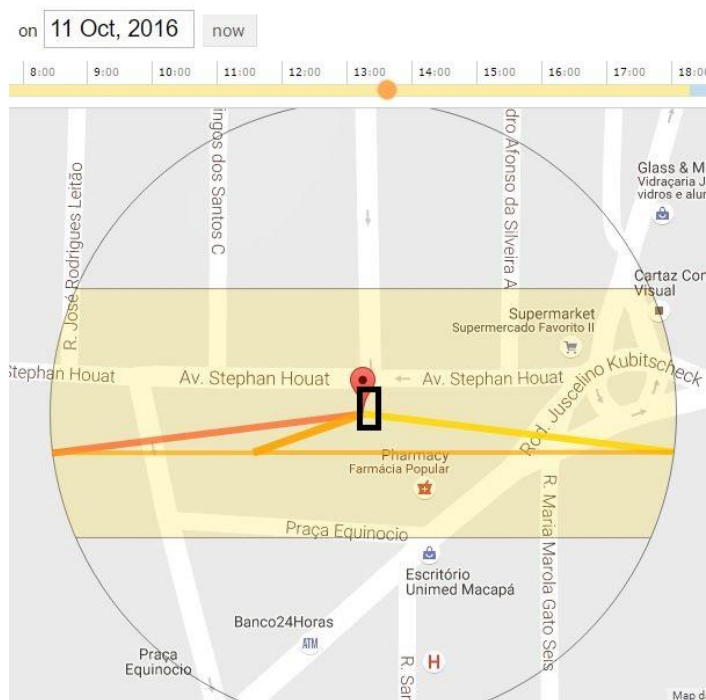 on 11 Oct, 2016 now
8:00 9:00 10:00 11:00 12:00 13:00 14:00 15:00 16:00 17:00 18:00
R. José Rodrigues Leitão
ingos dos Santos C
dro Afonso da Silveira A
Glass & M
Vidraçaria J
vidros e alur
Cartaz Con
Visual
Supermarket
Supermercado Favorito II
Stephan Houat
Av. Stephan Houat
Av. Stephan Houat
Rod. Juscelino Kubitscheck
Pharmacy
Farmácia Popular
R. Maria Marola Gato Seis
Praça Equinocio
Escritório
Unimed Macapá
Banco24Horas
ATM
Praça
Equinocio
R. Sar
H
Map d